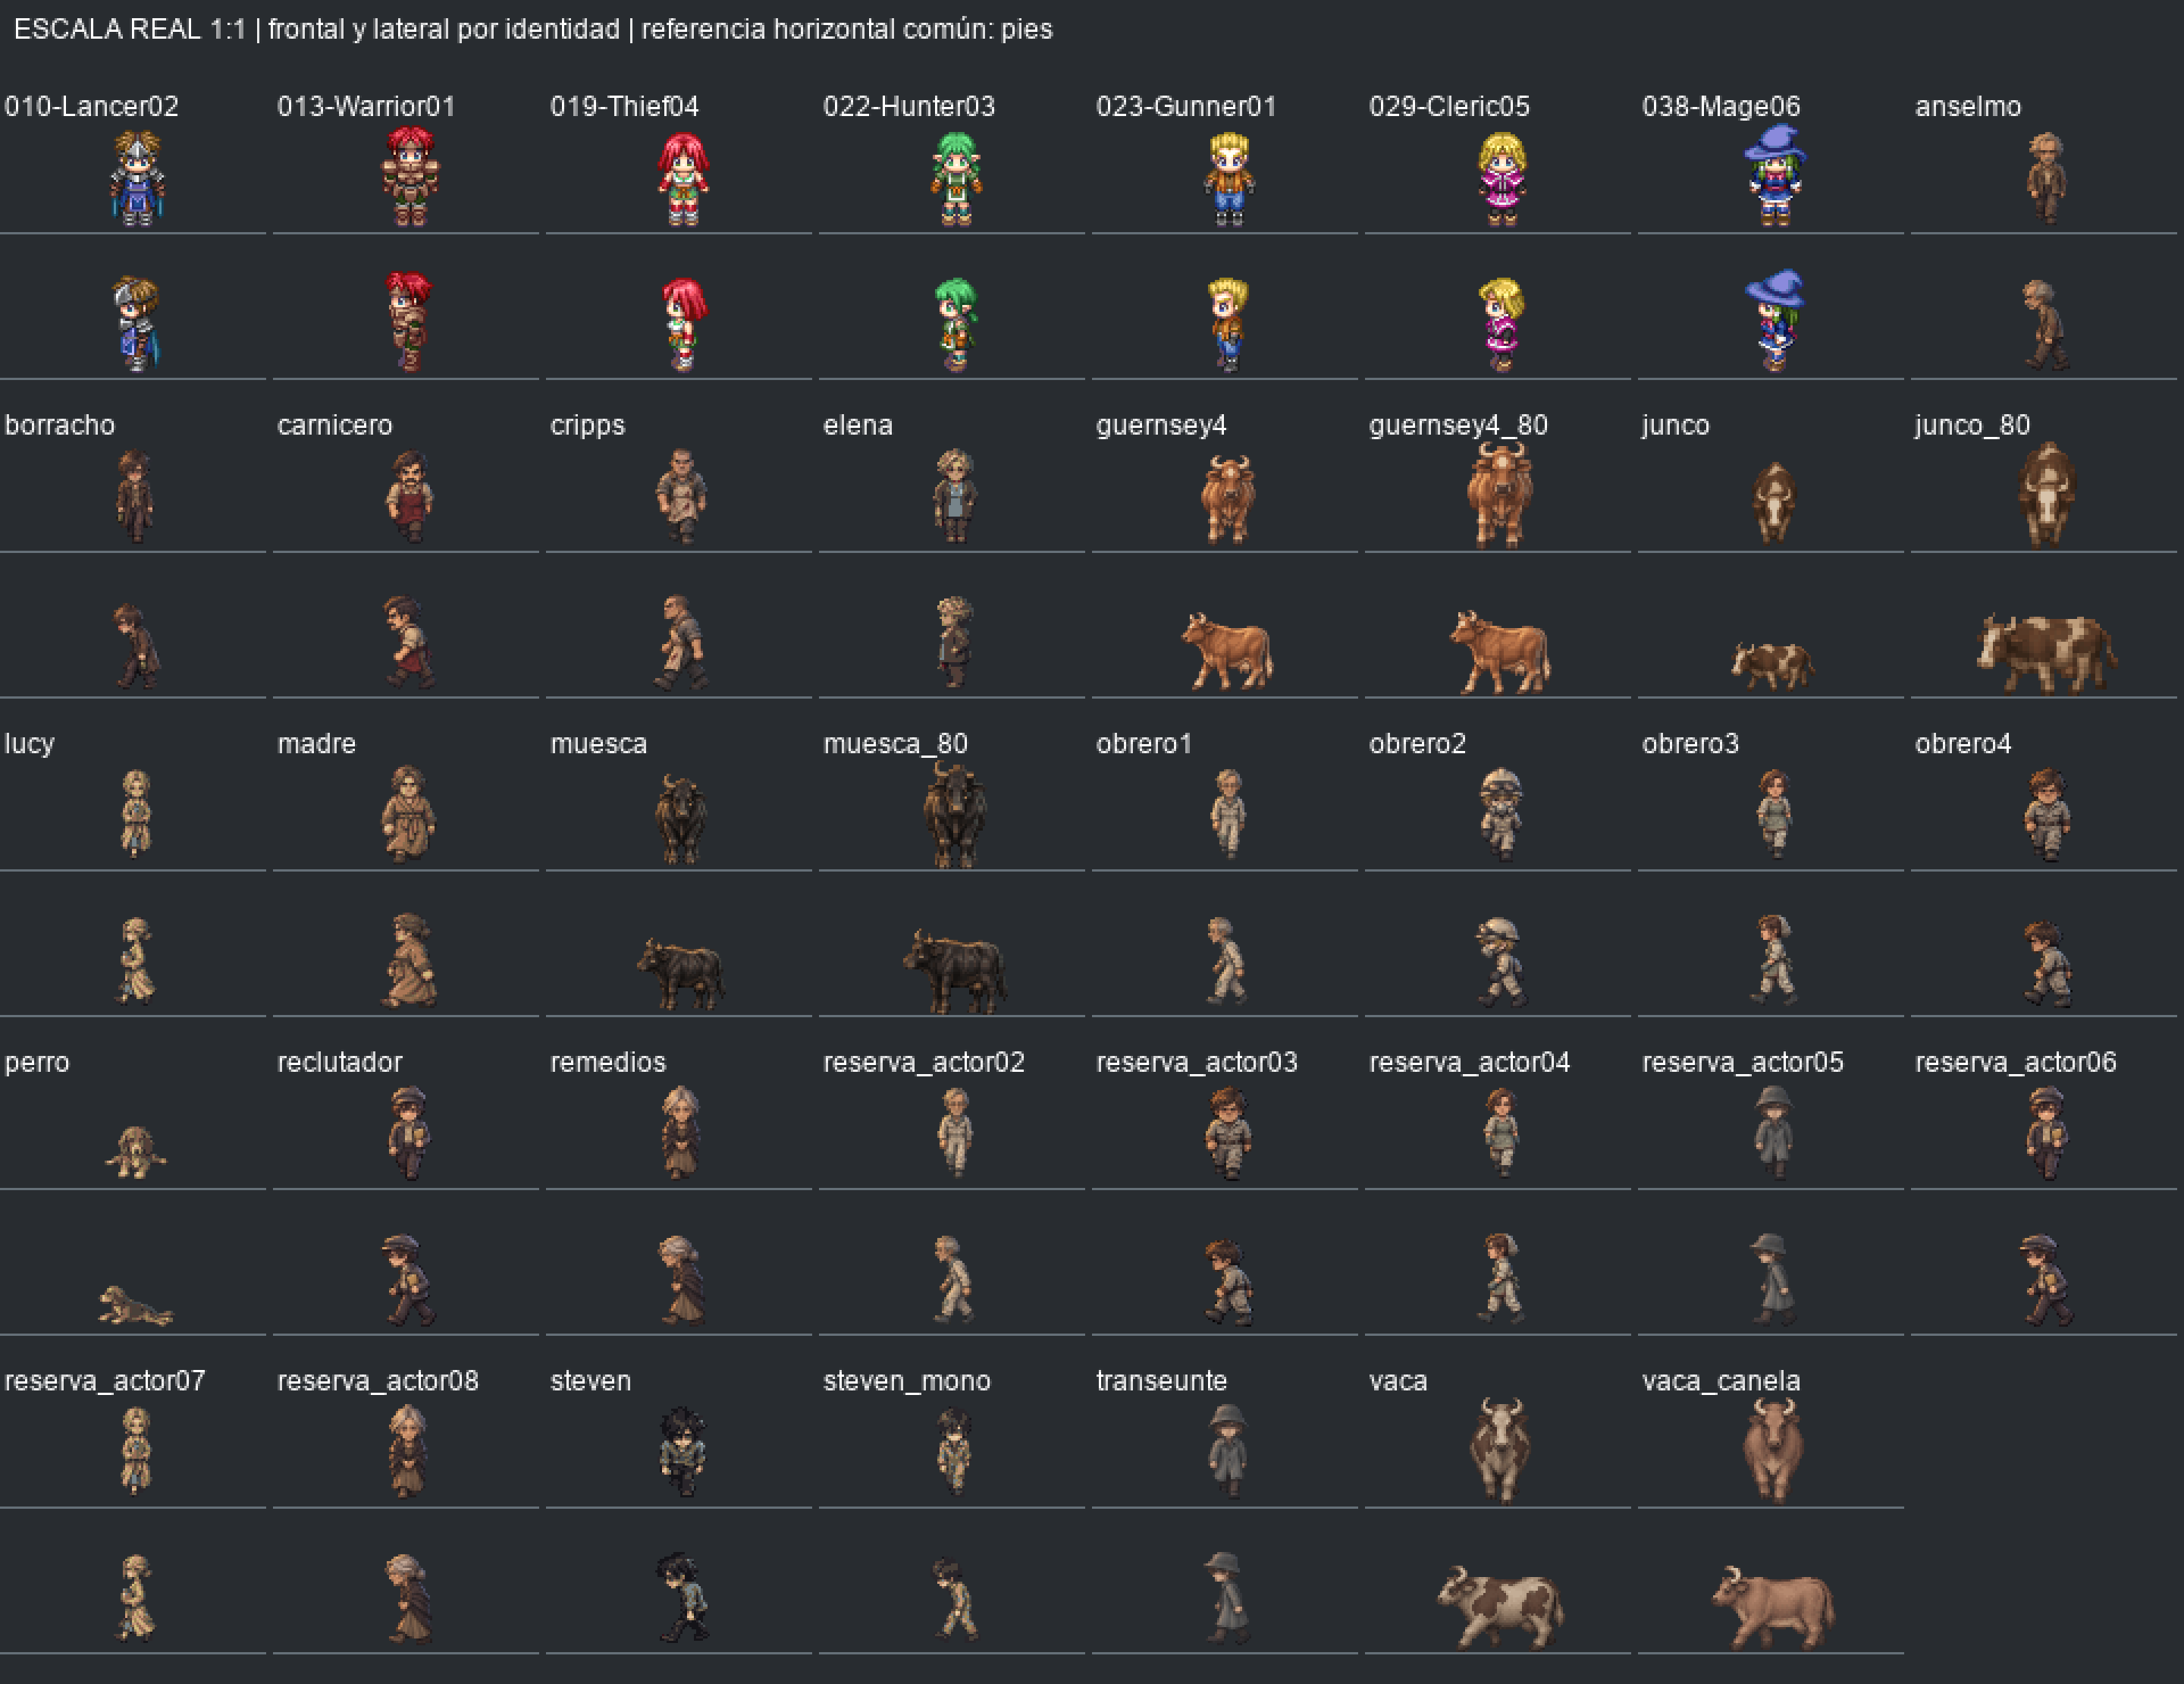 ESCALA REAL 1:1 | frontal y lateral por identidad | referencia horizontal común: pies
010-Lancer02 013-Warrior01 019-Thief04 022-Hunter03 023-Gunner01 029-Cleric05 038-Mage06 anselmo
borracho carnicero cripps elena guernsey4 guernsey4_80 junco junco_80
lucy madre muesca muesca_80 obrero1 obrero2 obrero3 obrero4
perro reclutador remedios reserva_actor02 reserva_actor03 reserva_actor04 reserva_actor05 reserva_actor06
reserva_actor07 reserva_actor08 steven steven_mono transeunte vaca vaca_canela